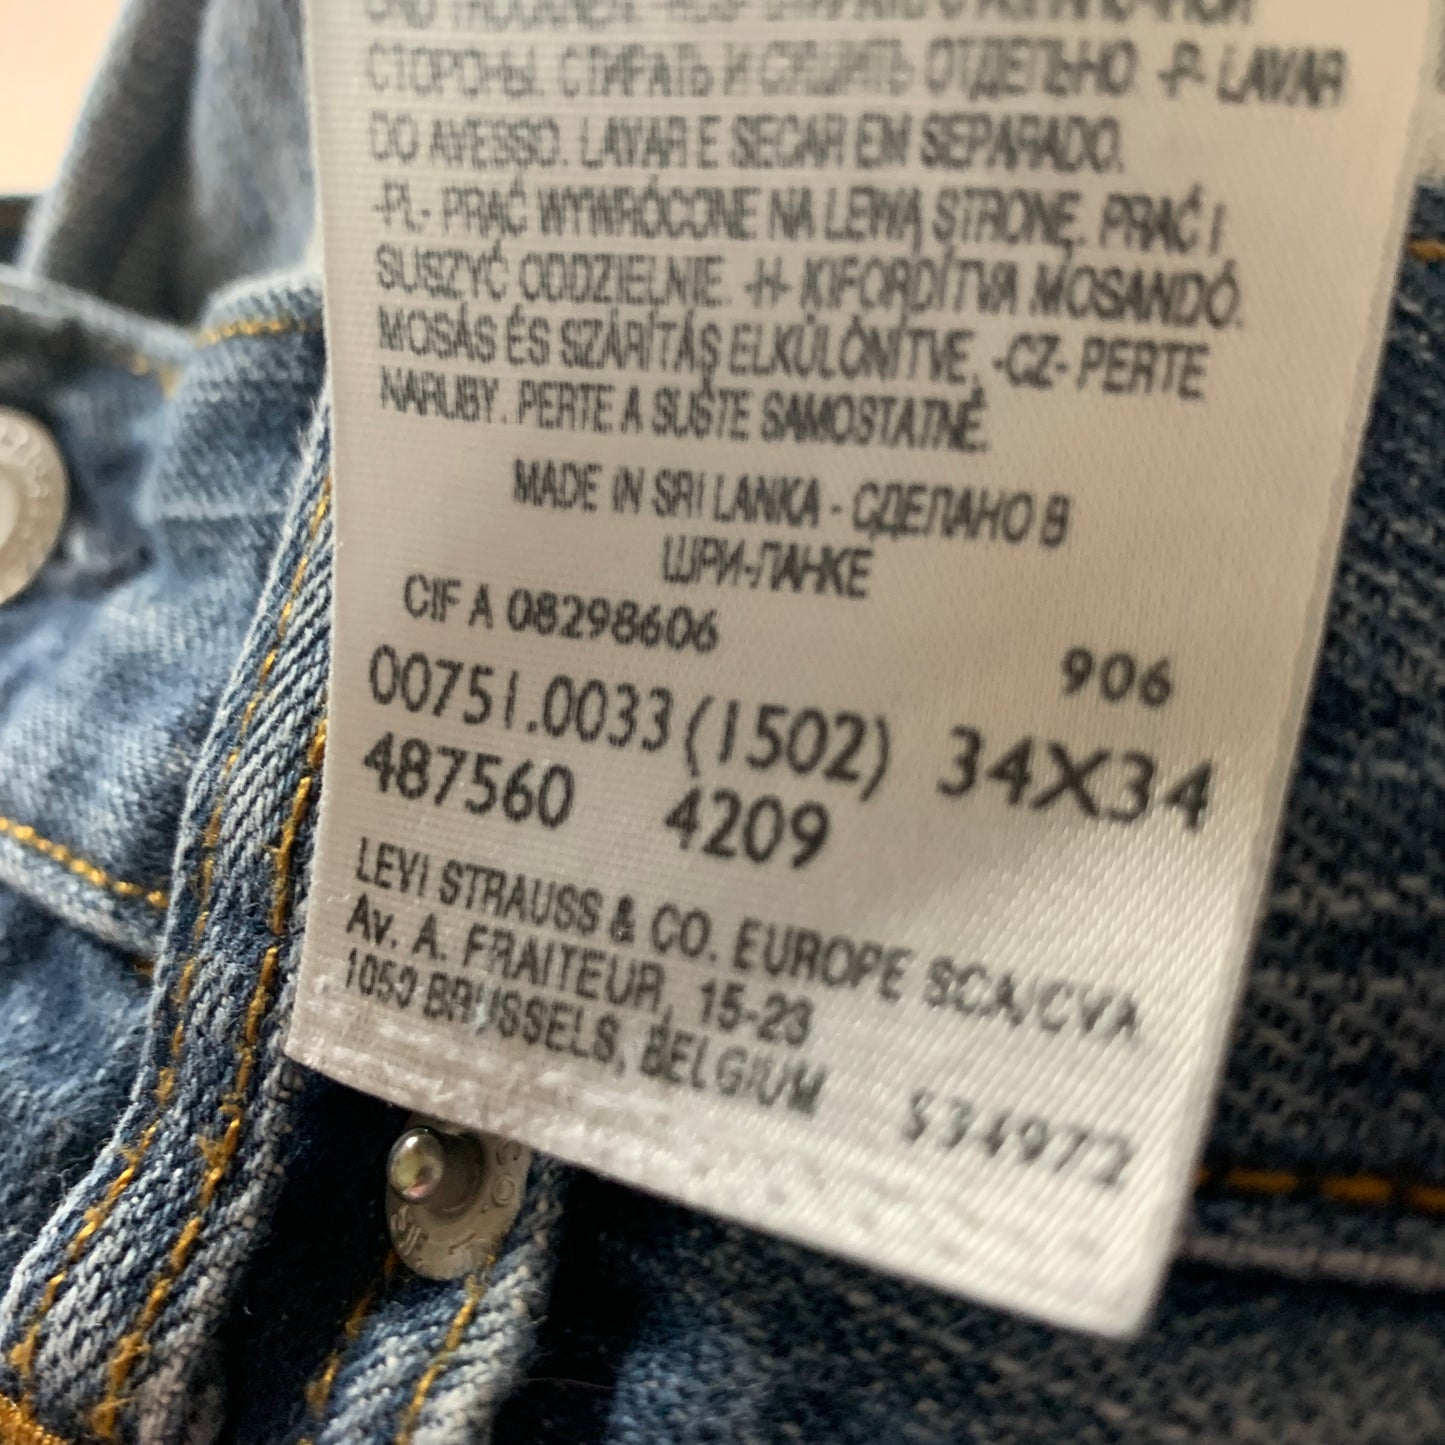 СТОРОНЫ. СТИРАТЬ И СУШИТЬ ОТДЕЛЬНО. -P- LAVAR
DO AVESSO. LAVAR E SECAR EM SEPARADO.
-PL- PRAĆ WYWRÓCONE NA LEWĄ STRONĘ. PRAĆ I
SUSZYĆ ODDZIELNIE. -H- KIFORDÍTVA MOSANDÓ.
MOSÁS ÉS SZÁRÍTÁS ELKÜLÖNÍTVE. -CZ- PERTE
NARUBY. PERTE A SUŠTE SAMOSTATNĚ.
MADE IN SRI LANKA - СДЕЛАНО В
ШРИ-ЛАНКЕ
CIF A 08298606
906
00751.0033 (1502) 34X34
487560 4209
LEVI STRAUSS & CO. EUROPE SCA/CVA
Av. A. FRAITEUR, 15-23
1050 BRUSSELS, BELGIUM
S34972